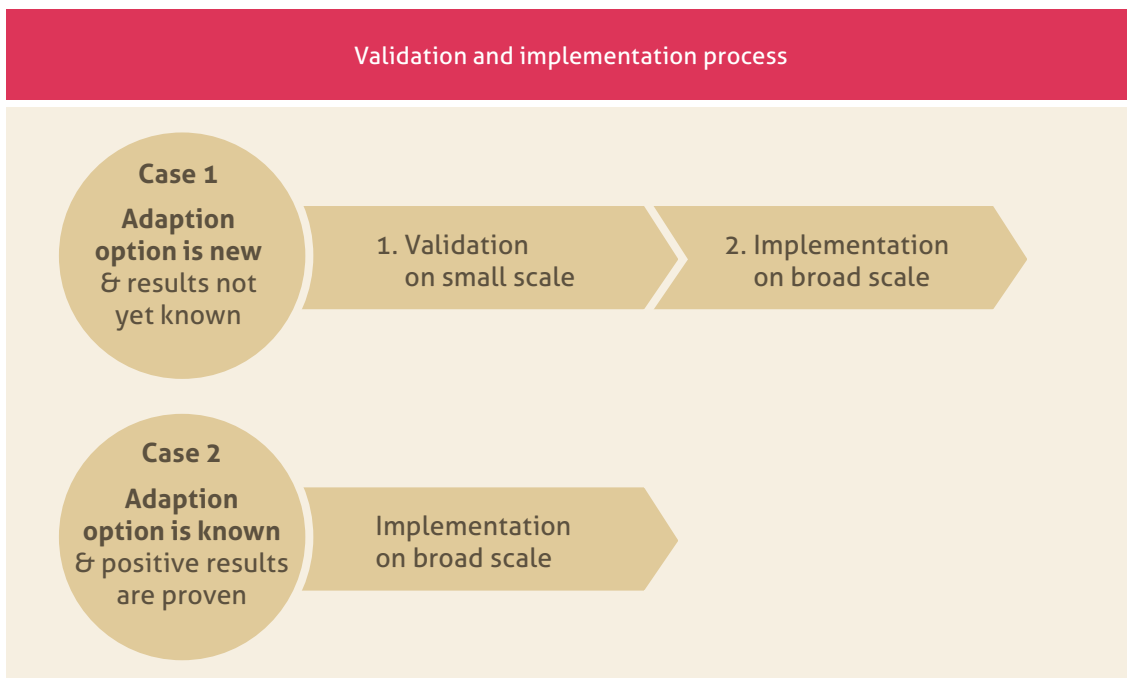 Validation and implementation process
Case 1
Adaption
option is new
& results not
yet known
1. Validation
on small scale
2. Implementation
on broad scale
Case 2
Adaption
option is known
& positive results
are proven
Implementation
on broad scale